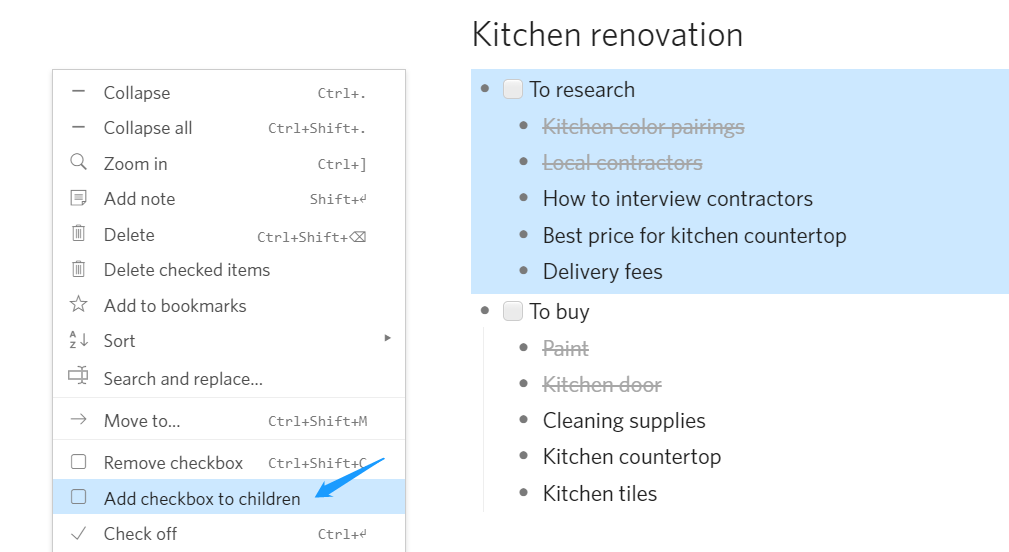 Kitchen renovation
Collapse Ctrl+.
Collapse all Ctrl+Shift+.
Zoom in Ctrl+]
Add note Shift+↵
Delete Ctrl+Shift+⌫
Delete checked items
Add to bookmarks
Sort
Search and replace...
Move to... Ctrl+Shift+M
Remove checkbox Ctrl+Shift+C
Add checkbox to children
Check off Ctrl+↵
To research
Kitchen color pairings
Local contractors
How to interview contractors
Best price for kitchen countertop
Delivery fees
To buy
Paint
Kitchen door
Cleaning supplies
Kitchen countertop
Kitchen tiles